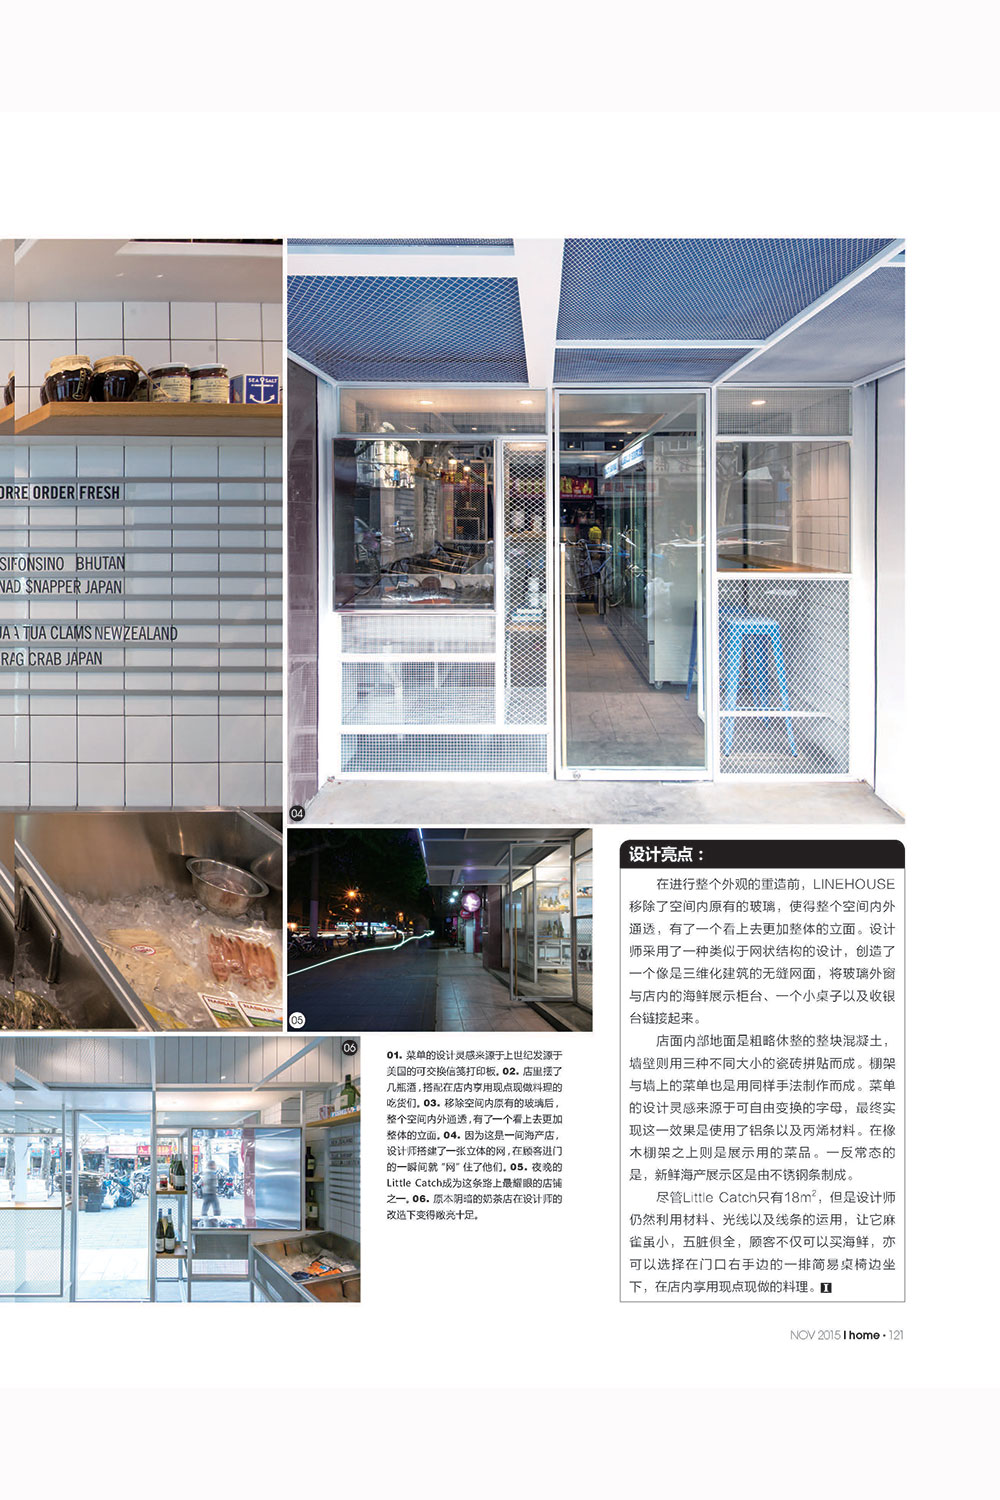 SEA SALT
ORRE ORDER FRESH
SIFONSINO BHUTAN
NAD $NAPPER JAPAN
TUA CLAMS NEWZEALAND
CRAB JAPAN
04
05
06
01. 菜单的设计灵感来源于上世纪发源于
美国的可交换信笺打印板。02. 店里摆了
几瓶酒，搭配在店内享用现点现做料理的
吃货们。03. 移除空间内原有的玻璃后，
整个空间内外通透，有了一个看上去更加
整体的立面。04. 因为这是一间海产店，
设计师搭建了一张立体的网，在顾客进门
的一瞬间就“网”住了他们。05. 夜晚的
Little Catch成为这条路上最耀眼的店铺
之一。06. 原本阴暗的奶茶店在设计师的
改造下变得敞亮十足。
设计亮点：
在进行整个外观的重造前，LINEHOUSE
移除了空间内原有的玻璃，使得整个空间内外
通透，有了一个看上去更加整体的立面。设计
师采用了一种类似于网状结构的设计，创造了
一个像是三维化建筑的无缝网面，将玻璃外窗
与店内的海鲜展示柜台、一个小桌子以及收银
台链接起来。
店面内部地面是粗略休整的整块混凝土，
墙壁则用三种不同大小的瓷砖拼贴而成。棚架
与墙上的菜单也是用同样手法制作而成。菜单
的设计灵感来源于可自由变换的字母，最终实
现这一效果是使用了铝条以及丙烯材料。在橡
木棚架之上则是展示用的菜品。一反常态的
是，新鲜海产展示区是由不锈钢条制成。
尽管Little Catch只有18m²，但是设计师
仍然利用材料、光线以及线条的运用，让它麻
雀虽小，五脏俱全，顾客不仅可以买海鲜，亦
可以选择在门口右手边的一排简易桌椅边坐
下，在店内享用现点现做的料理。
NOV 2015 I home • 121